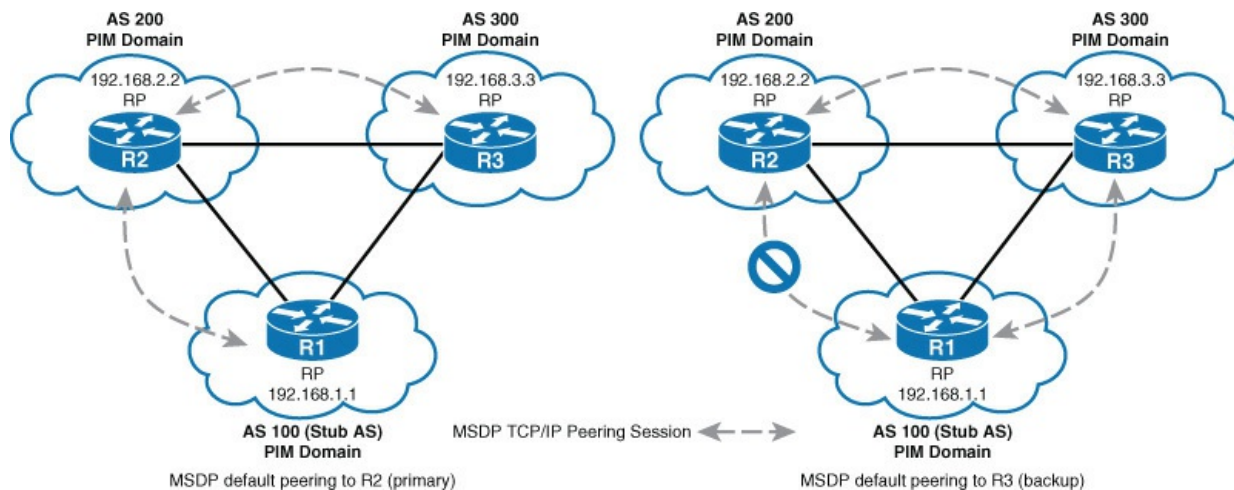 AS 200
PIM Domain
AS 300
PIM Domain
192.168.2.2
RP
R2
192.168.3.3
RP
R3
R1
RP
192.168.1.1
AS 100 (Stub AS)
PIM Domain
MSDP default peering to R2 (primary)
MSDP TCP/IP Peering Session
AS 200
PIM Domain
AS 300
PIM Domain
192.168.2.2
RP
R2
192.168.3.3
RP
R3
R1
RP
192.168.1.1
AS 100 (Stub AS)
PIM Domain
MSDP default peering to R3 (backup)